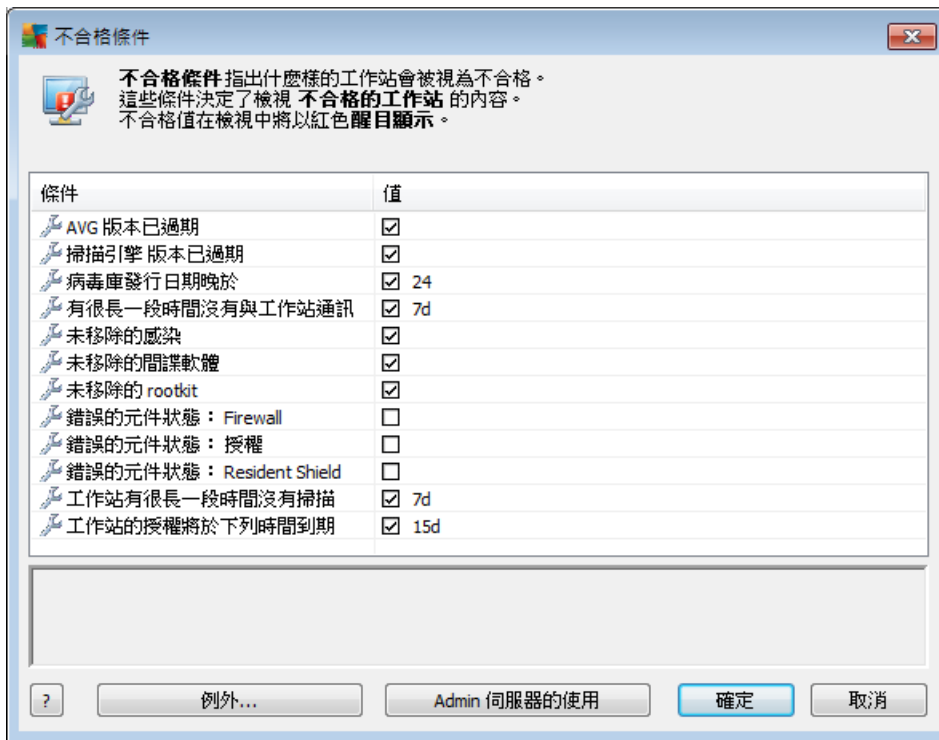 不合格條件
不合格條件 指出什麼樣的工作站會被視為不合格。
這些條件決定了檢視 不合格的工作站 的內容。
不合格值在檢視中將以紅色醒目顯示。
條件 值
AVG 版本已過期
掃描引擎 版本已過期
病毒庫發行日期晚於 24
有很長一段時間沒有與工作站通訊 7d
未移除的感染
未移除的間諜軟體
未移除的 rootkit
錯誤的元件狀態： Firewall
錯誤的元件狀態： 授權
錯誤的元件狀態： Resident Shield
工作站有很長一段時間沒有掃描 7d
工作站的授權將於下列時間到期 15d
? 例外... Admin 伺服器的使用 確定 取消